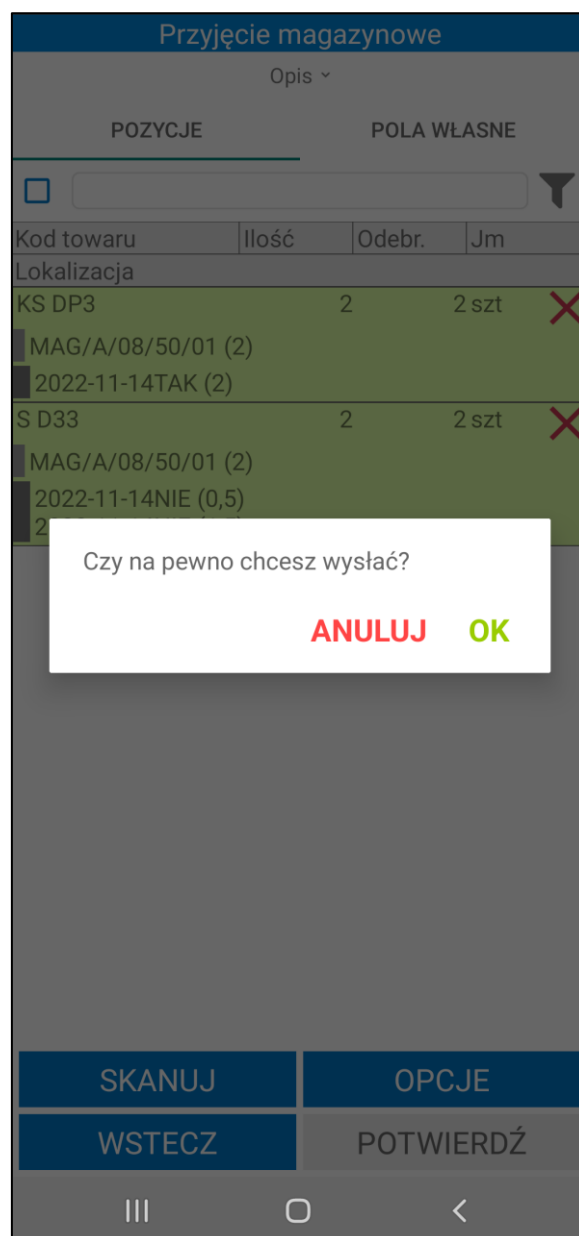 Przyjęcie magazynowe
Opis
POZYCJE POLA WŁASNE
Kod towaru Ilość Odebr. Jm
Lokalizacja
KS DP3 2 2 szt
MAG/A/08/50/01 (2)
2022-11-14TAK (2)
S D33 2 2 szt
MAG/A/08/50/01 (2)
2022-11-14NIE (0,5)
Czy na pewno chcesz wysłać?
ANULUJ OK
SKANUJ OPCJE
WSTECZ POTWIERDŹ